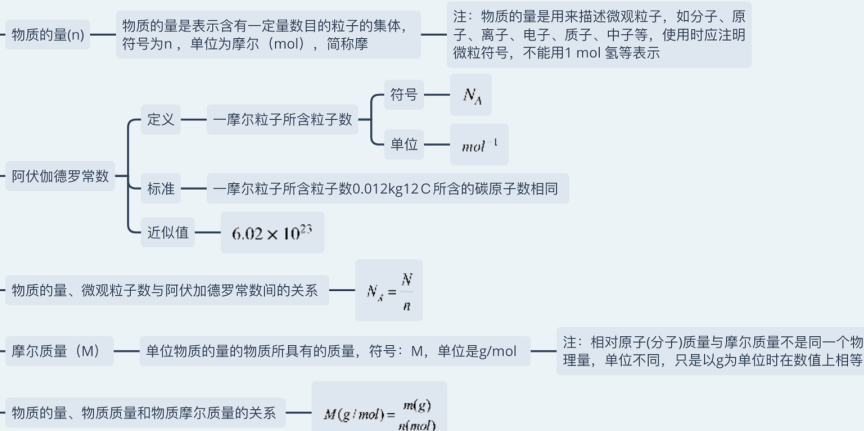 物质的量(n)
物质的量是表示含有一定量数目的粒子的集体，
符号为n ，单位为摩尔（mol），简称摩
注：物质的量是用来描述微观粒子，如分子、原
子、离子、电子、质子、中子等，使用时应注明
微粒符号，不能用1 mol 氢等表示
阿伏伽德罗常数
定义
一摩尔粒子所含粒子数
符号
N_A
单位
mol⁻¹
标准
一摩尔粒子所含粒子数0.012kg12C所含的碳原子数相同
近似值
6.02 × 10²³
物质的量、微观粒子数与阿伏加德罗常数间的关系
N_A = N/n
摩尔质量（M）
单位物质的量的物质所具有的质量，符号：M，单位是g/mol
注：相对原子(分子)质量与摩尔质量不是同一个物
理量，单位不同，只是以g为单位时在数值上相等
物质的量、物质质量和物质摩尔质量的关系
M(g/mol) = m(g)/n(mol)